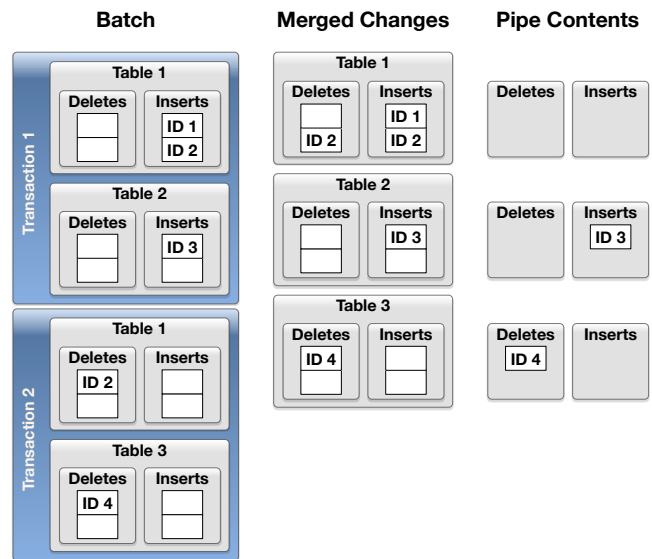 Batch
Transaction 1
Table 1
Deletes Inserts
ID 1
ID 2
Table 2
Deletes Inserts
ID 3
Transaction 2
Table 1
Deletes Inserts
ID 2
Table 3
Deletes Inserts
ID 4
Merged Changes
Table 1
Deletes Inserts
ID 1
ID 2 ID 2
Table 2
Deletes Inserts
ID 3
Table 3
Deletes Inserts
ID 4
Pipe Contents
Deletes Inserts
Deletes Inserts
ID 3
Deletes Inserts
ID 4